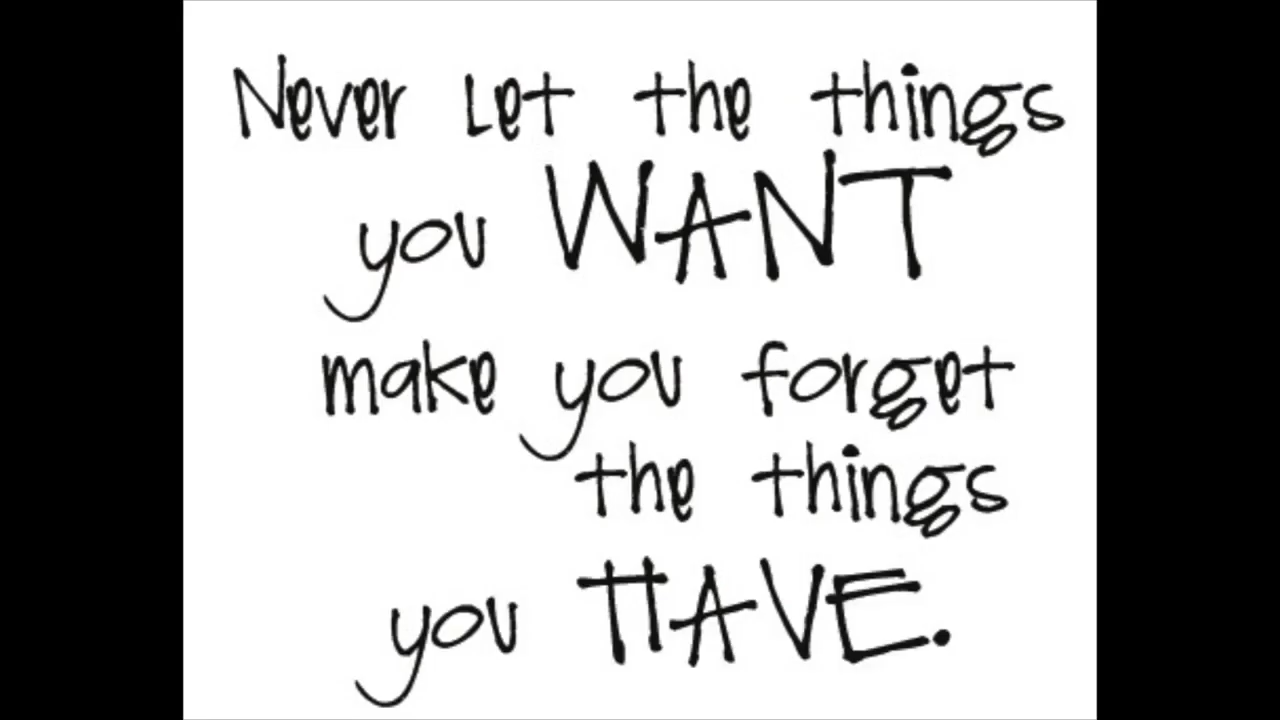 Never Let the things
you WANT
make you forget
the things
you HAVE.